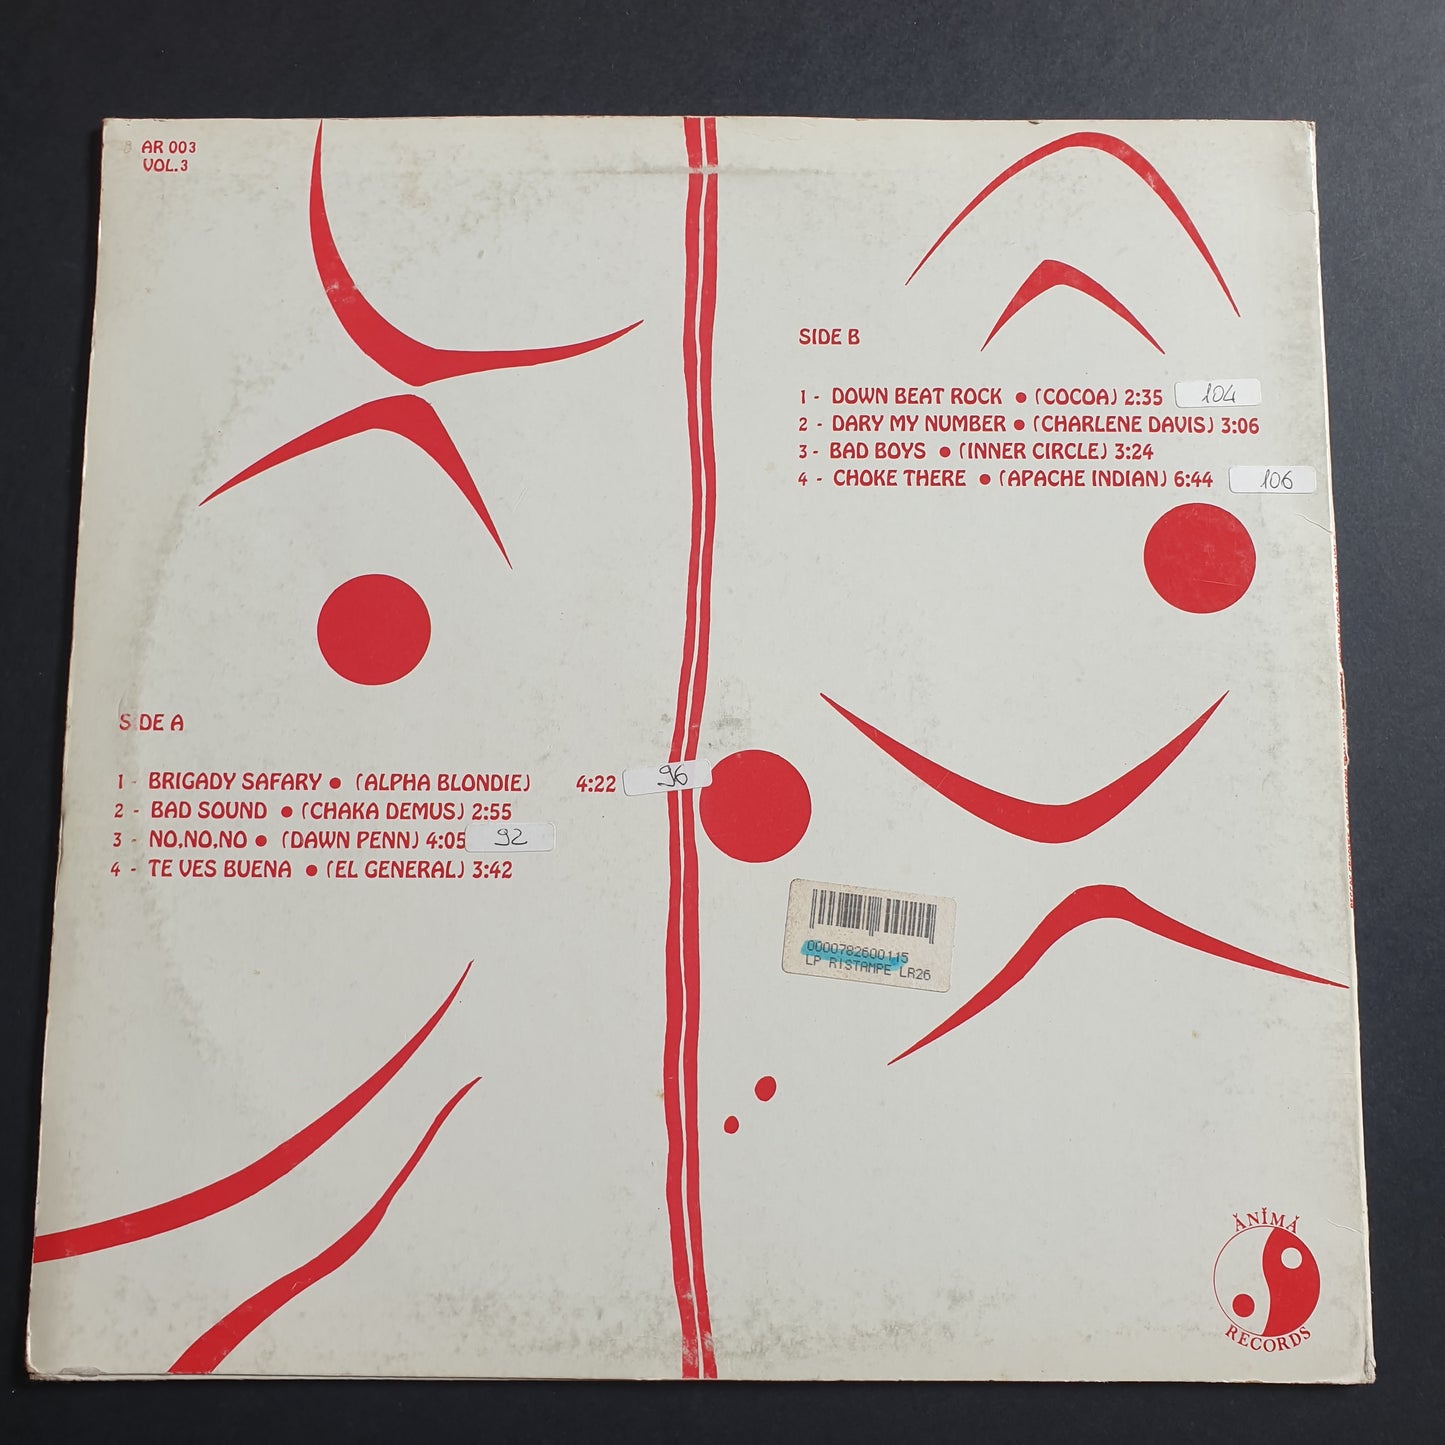 AR 003
VOL.3
SIDE B
1 - DOWN BEAT ROCK ● (COCOA) 2:35 104
2 - DARY MY NUMBER ● (CHARLENE DAVIS) 3:06
3 - BAD BOYS ● (INNER CIRCLE) 3:24
4 - CHOKE THERE ● (APACHE INDIAN) 6:44 106
SIDE A
1 - BRIGADY SAFARY ● (ALPHA BLONDIE) 4:22 96
2 - BAD SOUND ● (CHAKA DEMUS) 2:55
3 - NO,NO,NO ● (DAWN PENN) 4:05 92
4 - TE VES BUENA ● (EL GENERAL) 3:42
0000782600115
LP RISTAMPE LR26
ĂNĬMĂ
RECORDS